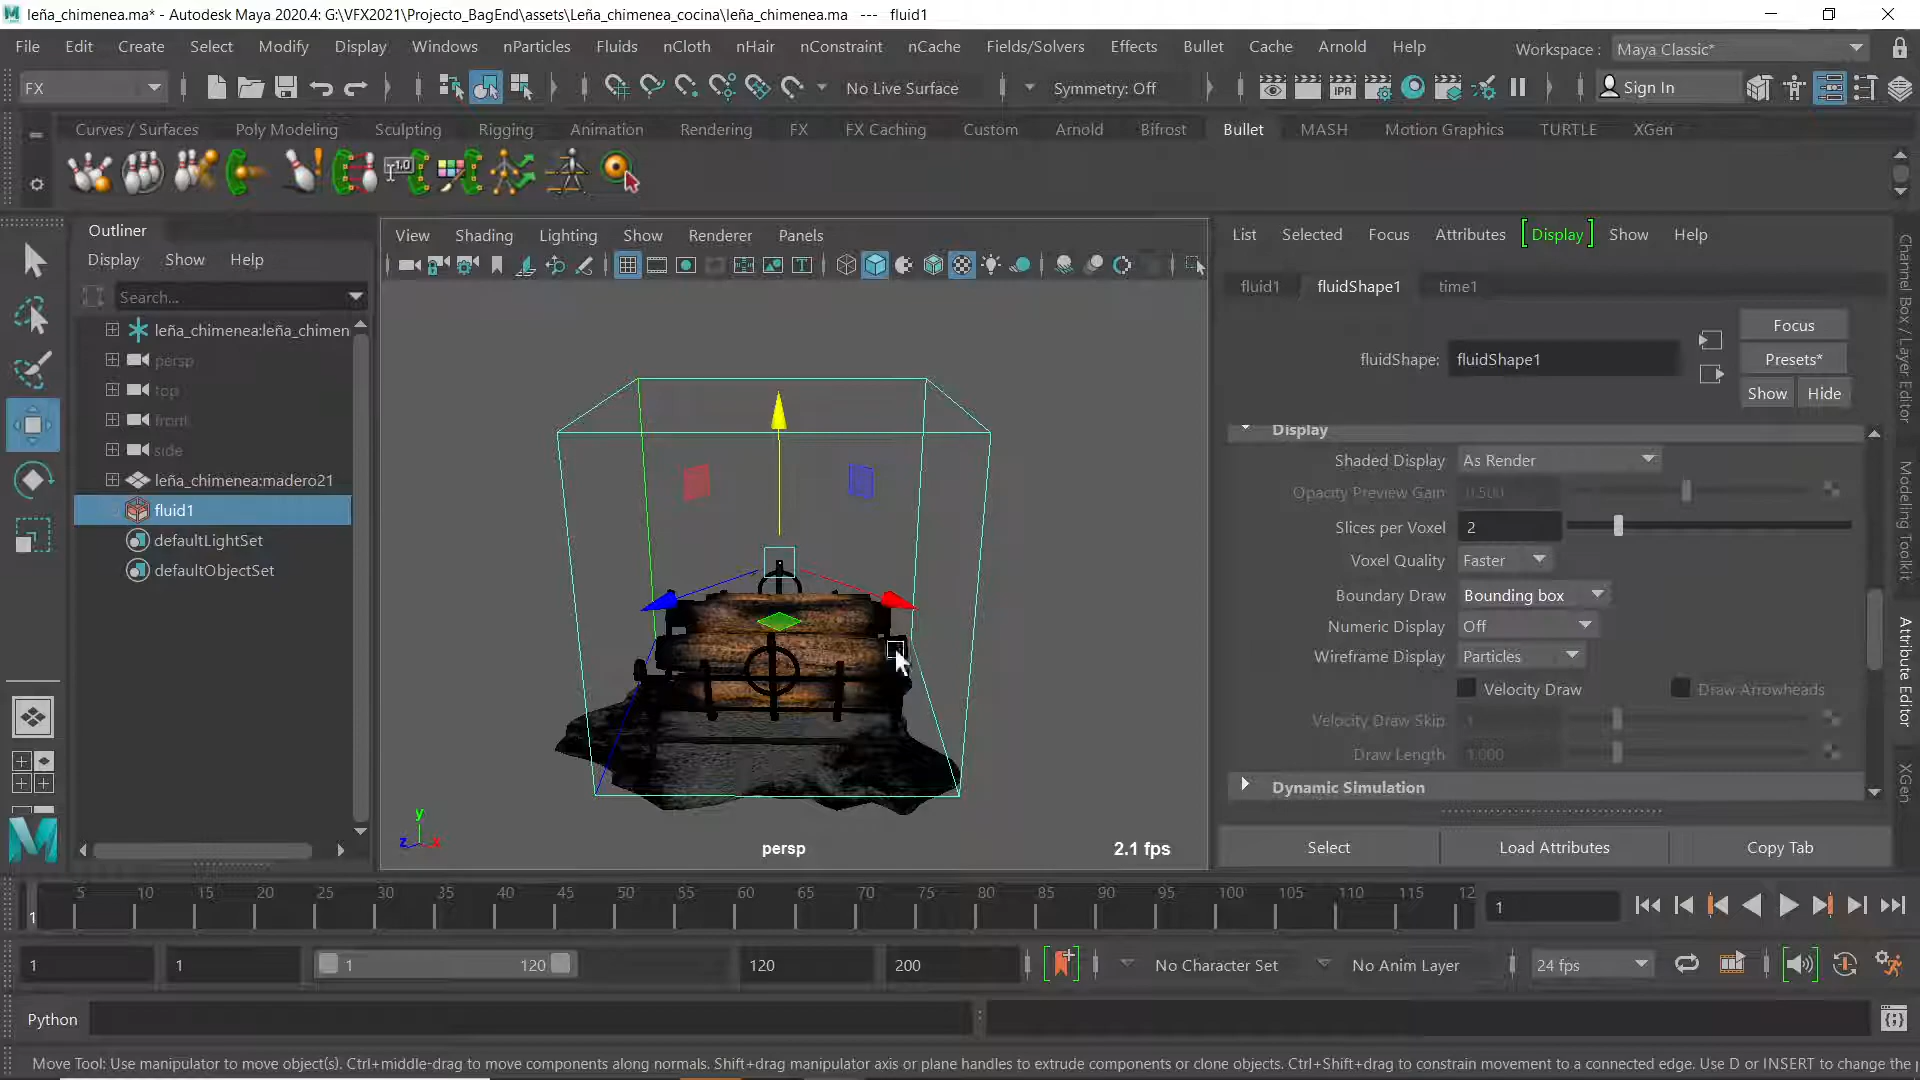 leña_chimenea.ma* - Autodesk Maya 2020.4: G:\VFX2021\Projecto_BagEnd\assets\Leña_chimenea_cocina\leña_chimenea.ma --- fluid1
File Edit Create Select Modify Display Windows nParticles Fluids nCloth nHair nConstraint nCache Fields/Solvers Effects Bullet Cache Arnold Help Workspace : Maya Classic*
FX No Live Surface Symmetry: Off IPR Sign In
Curves / Surfaces Poly Modeling Sculpting Rigging Animation Rendering FX FX Caching Custom Arnold Bifrost Bullet MASH Motion Graphics TURTLE XGen
Outliner
Display Show Help
Search...
leña_chimenea:leña_chimen
persp
top
front
side
leña_chimenea:madero21
fluid1
defaultLightSet
defaultObjectSet
View Shading Lighting Show Renderer Panels
y
z x
persp
2.1 fps
List Selected Focus Attributes Display Show Help
fluid1 fluidShape1 time1
fluidShape: fluidShape1
Focus
Presets*
Show Hide
Display
Shaded Display As Render
Opacity Preview Gain 0.500
Slices per Voxel 2
Voxel Quality Faster
Boundary Draw Bounding box
Numeric Display Off
Wireframe Display Particles
Velocity Draw Draw Arrowheads
Velocity Draw Skip 1
Draw Length 1.000
Dynamic Simulation
Select Load Attributes Copy Tab
Channel Box / Layer Editor
Modeling Toolkit
Attribute Editor
XGen
5 10 15 20 25 30 35 40 45 50 55 60 65 70 75 80 85 90 95 100 105 110 115 12
1 1
1 1 1 120 120 200 No Character Set No Anim Layer 24 fps
Python
Move Tool: Use manipulator to move object(s). Ctrl+middle-drag to move components along normals. Shift+drag manipulator axis or plane handles to extrude components or clone objects. Ctrl+Shift+drag to constrain movement to a connected edge. Use D or INSERT to change the